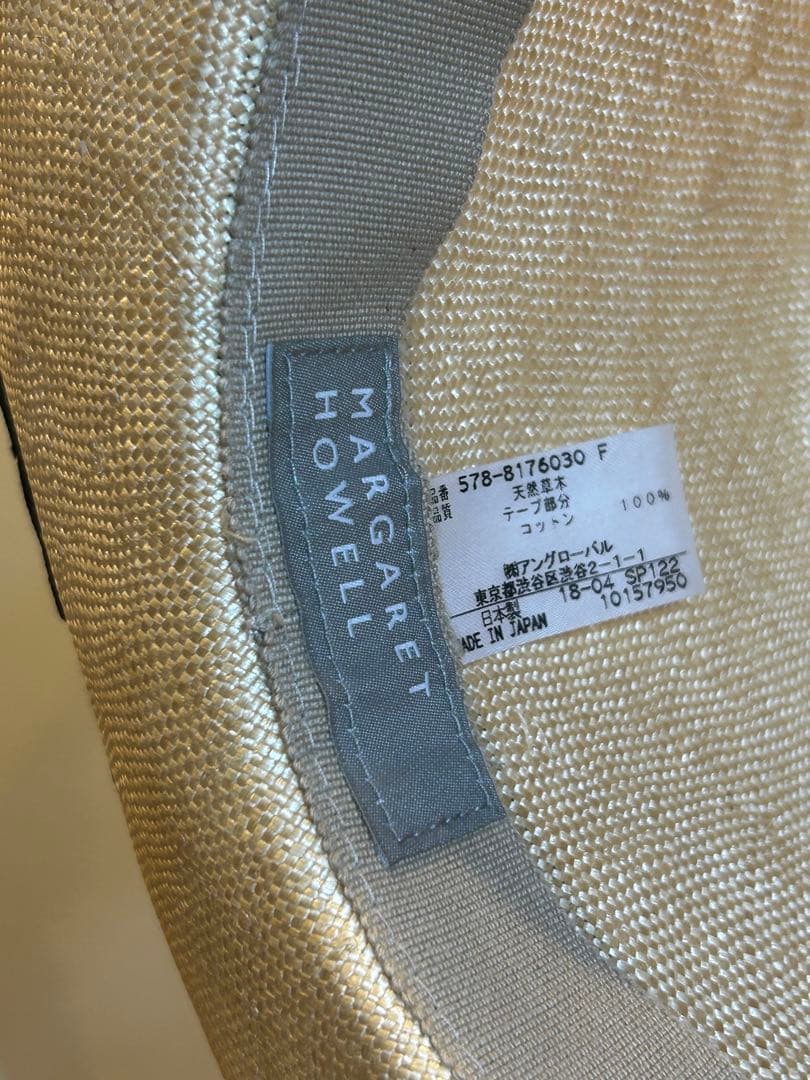 MARGARET
HOWELL
品番 578-8176030 F
品質 天然草木
テープ部分
コットン 100%
㈱アングローバル
東京都渋谷区渋谷2-1-1
18-04 SP122
日本製 10157950
MADE IN JAPAN